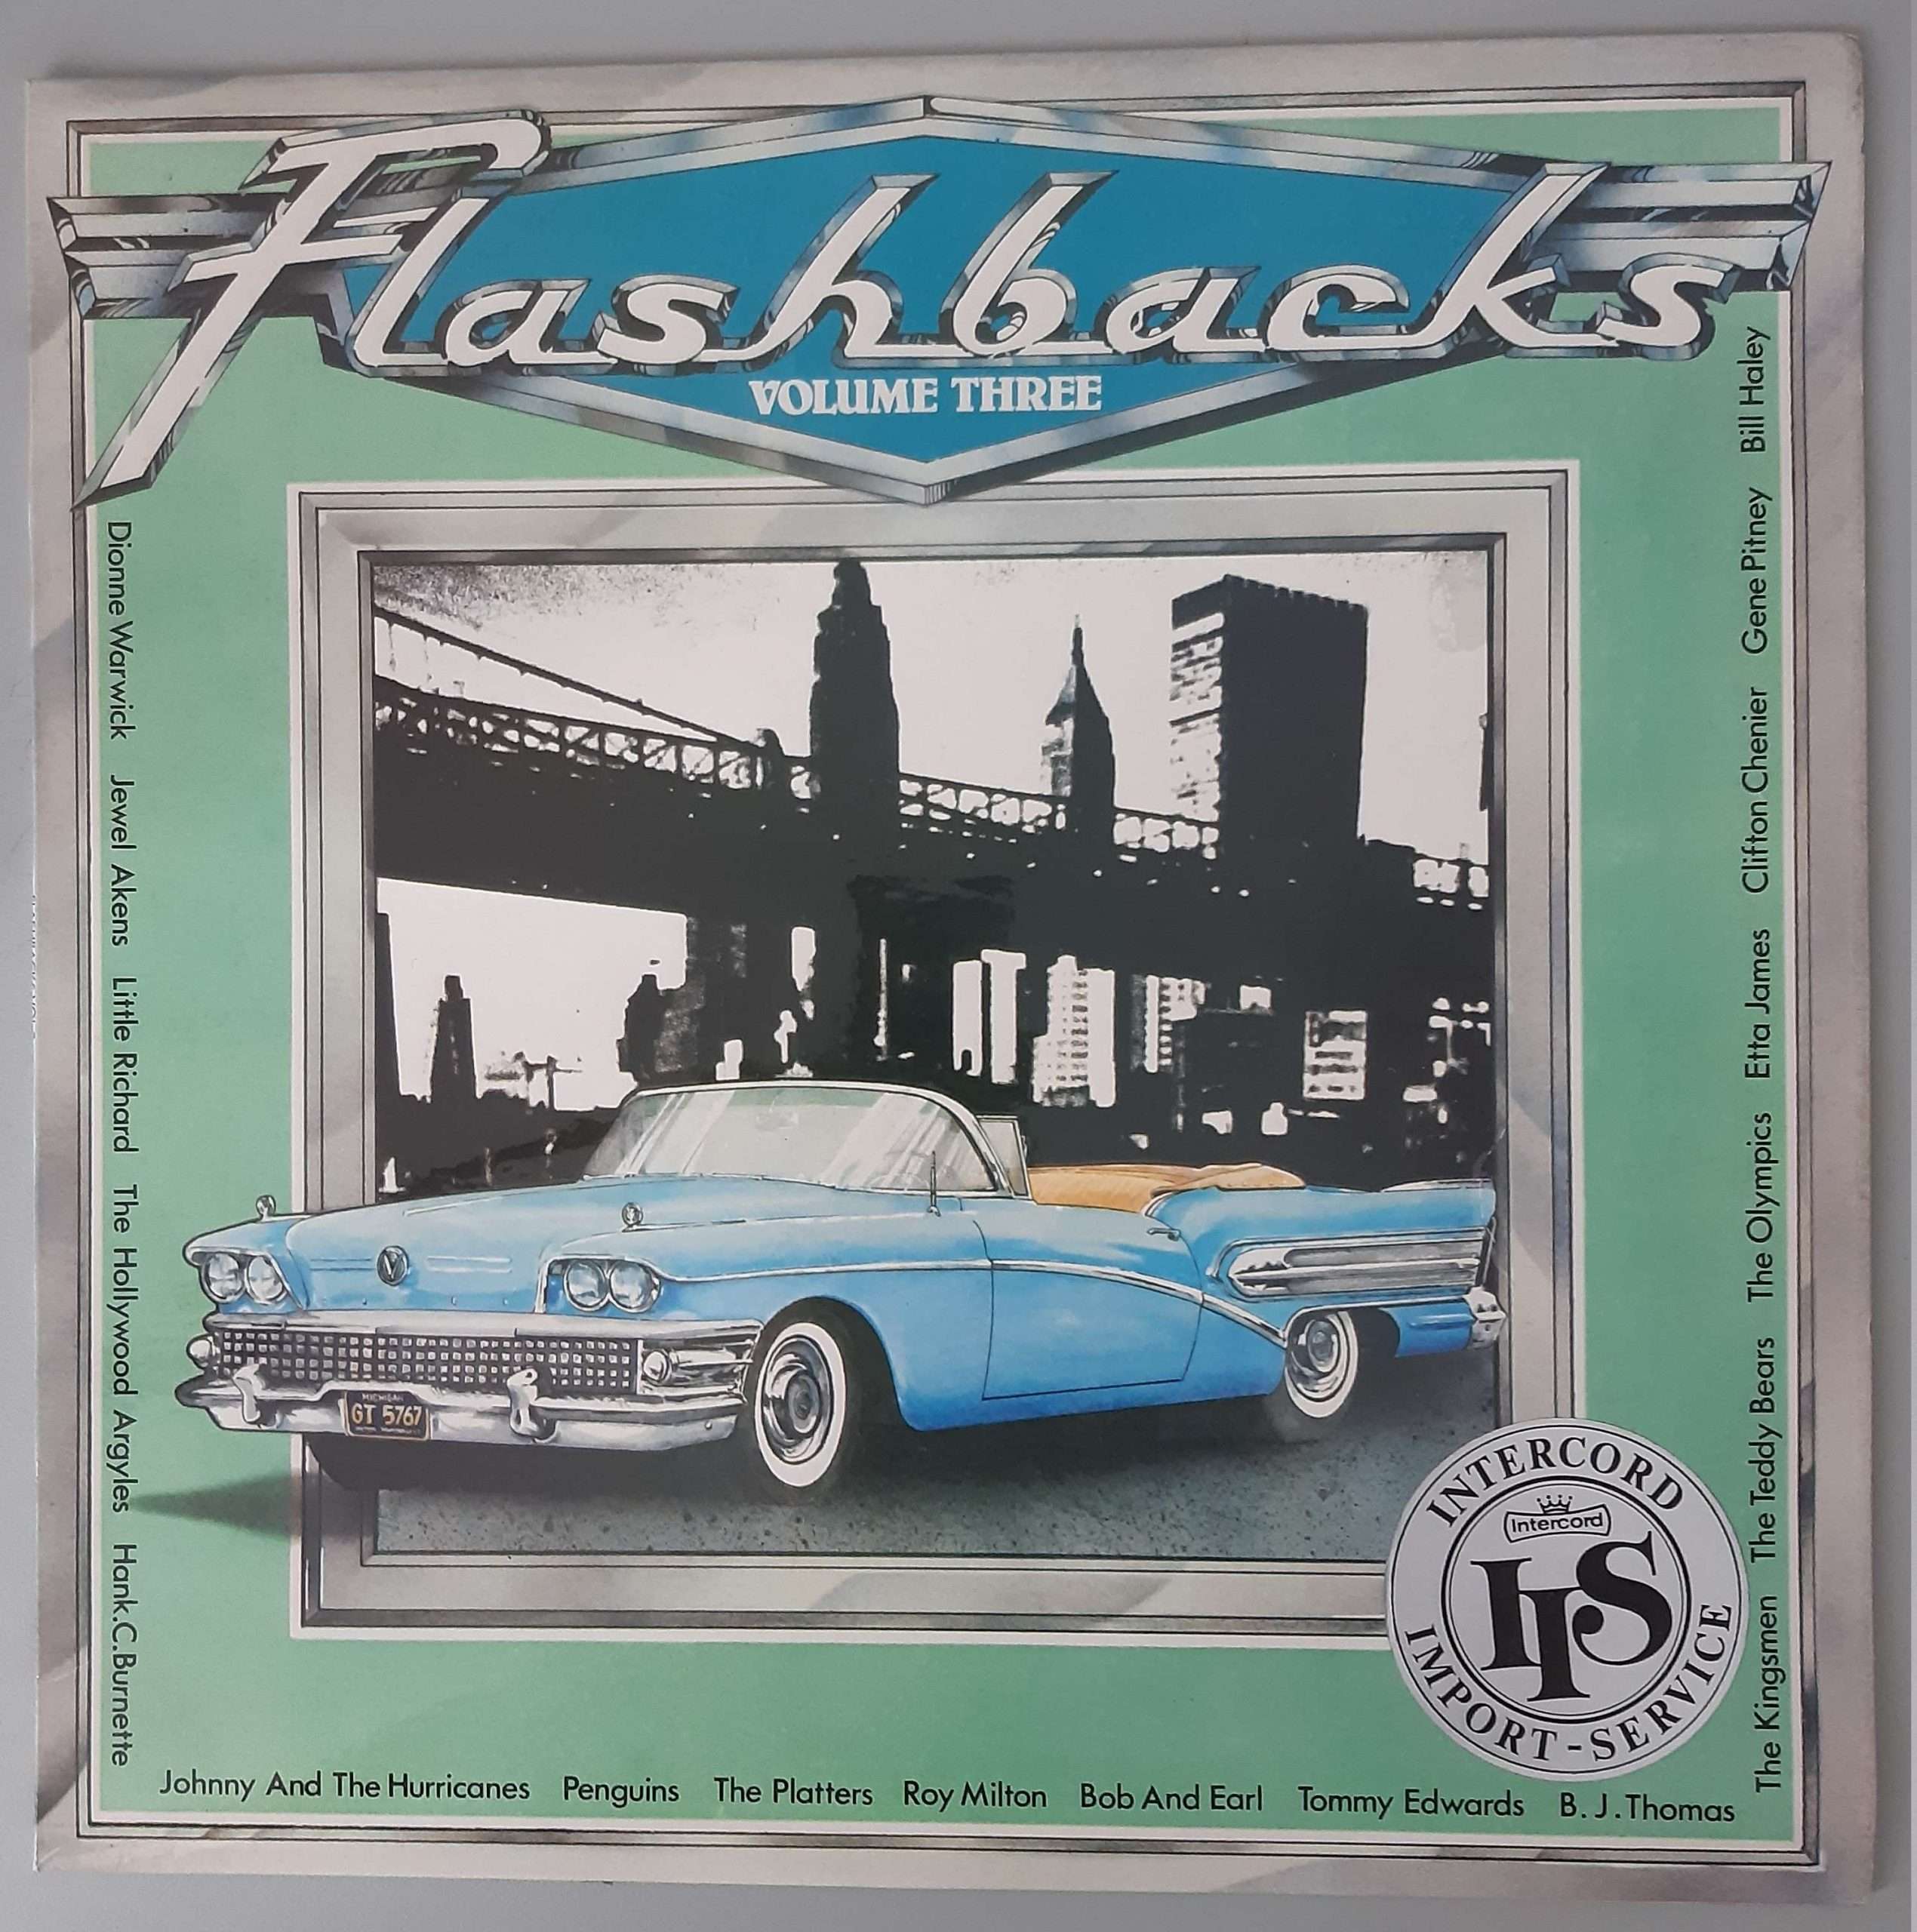 Flashbacks
VOLUME THREE
Dionne Warwick Jewel Akens Little Richard The Hollywood Argyles Hank.C.Burnette
Johnny And The Hurricanes Penguins The Platters Roy Milton Bob And Earl Tommy Edwards B.J.Thomas
The Kingsmen The Teddy Bears The Olympics Etta James Clifton Chenier Gene Pitney Bill Haley
MICHIGAN
GT 5767
INTERCORD
Intercord
IIS
IMPORT-SERVICE